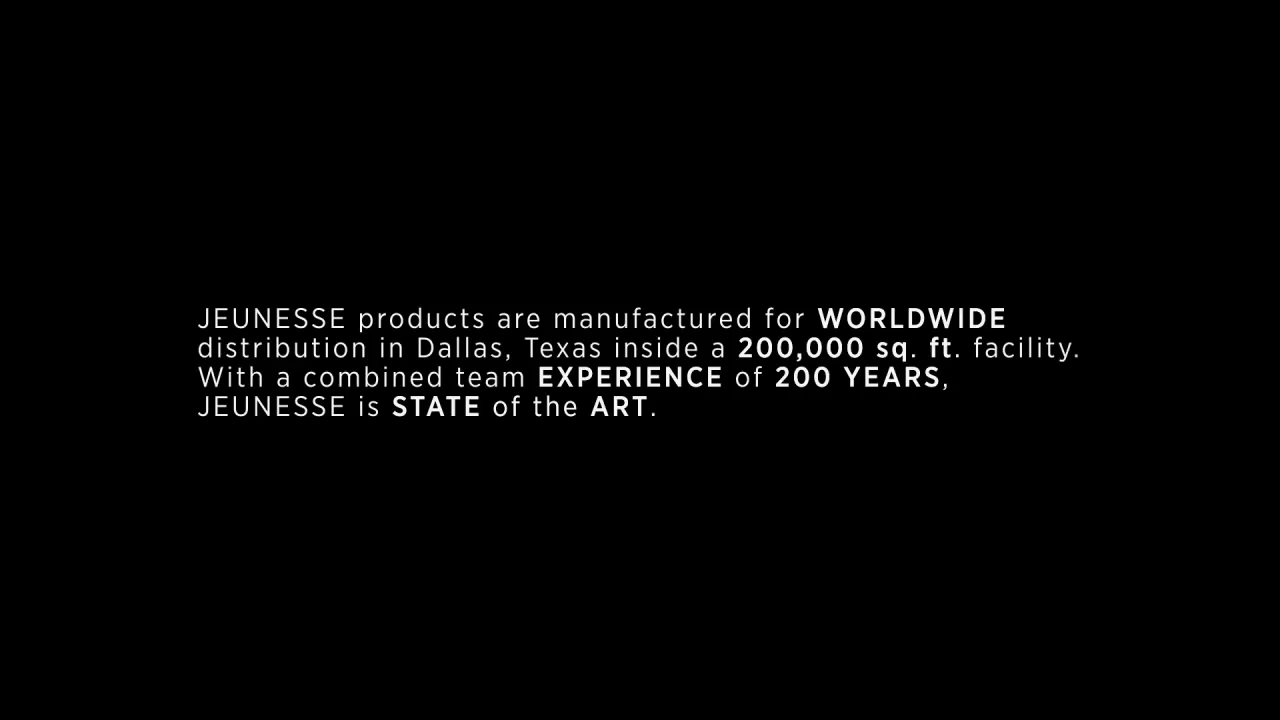 JEUNESSE products are manufactured for WORLDWIDE
distribution in Dallas, Texas inside a 200,000 sq. ft. facility.
With a combined team EXPERIENCE of 200 YEARS,
JEUNESSE is STATE of the ART.